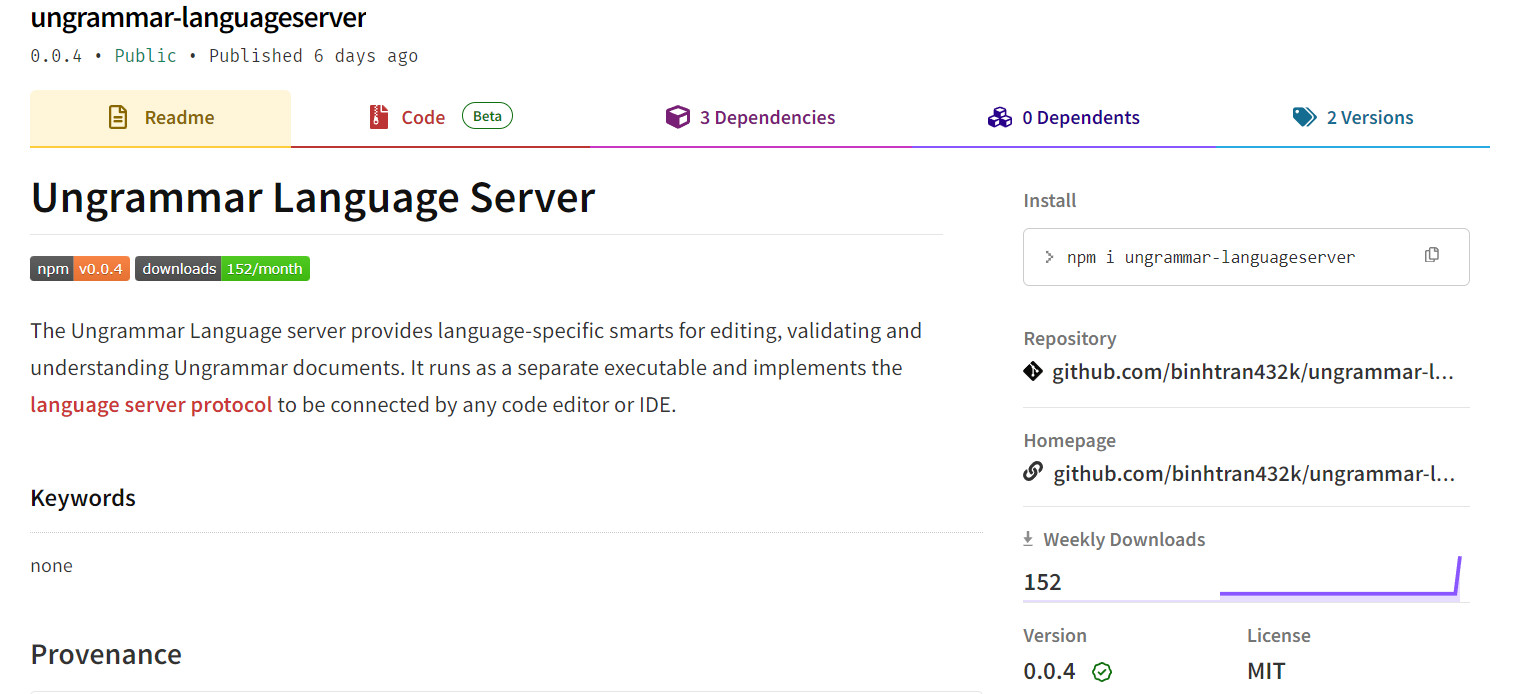 ungrammar-languageserver
0.0.4 • Public • Published 6 days ago
Readme
Code Beta
3 Dependencies
0 Dependents
2 Versions
Ungrammar Language Server
npm v0.0.4 downloads 152/month
The Ungrammar Language server provides language-specific smarts for editing, validating and
understanding Ungrammar documents. It runs as a separate executable and implements the
language server protocol to be connected by any code editor or IDE.
Keywords
none
Provenance
Install
> npm i ungrammar-languageserver
Repository
github.com/binhtran432k/ungrammar-l...
Homepage
github.com/binhtran432k/ungrammar-l...
Weekly Downloads
152
Version
0.0.4
License
MIT